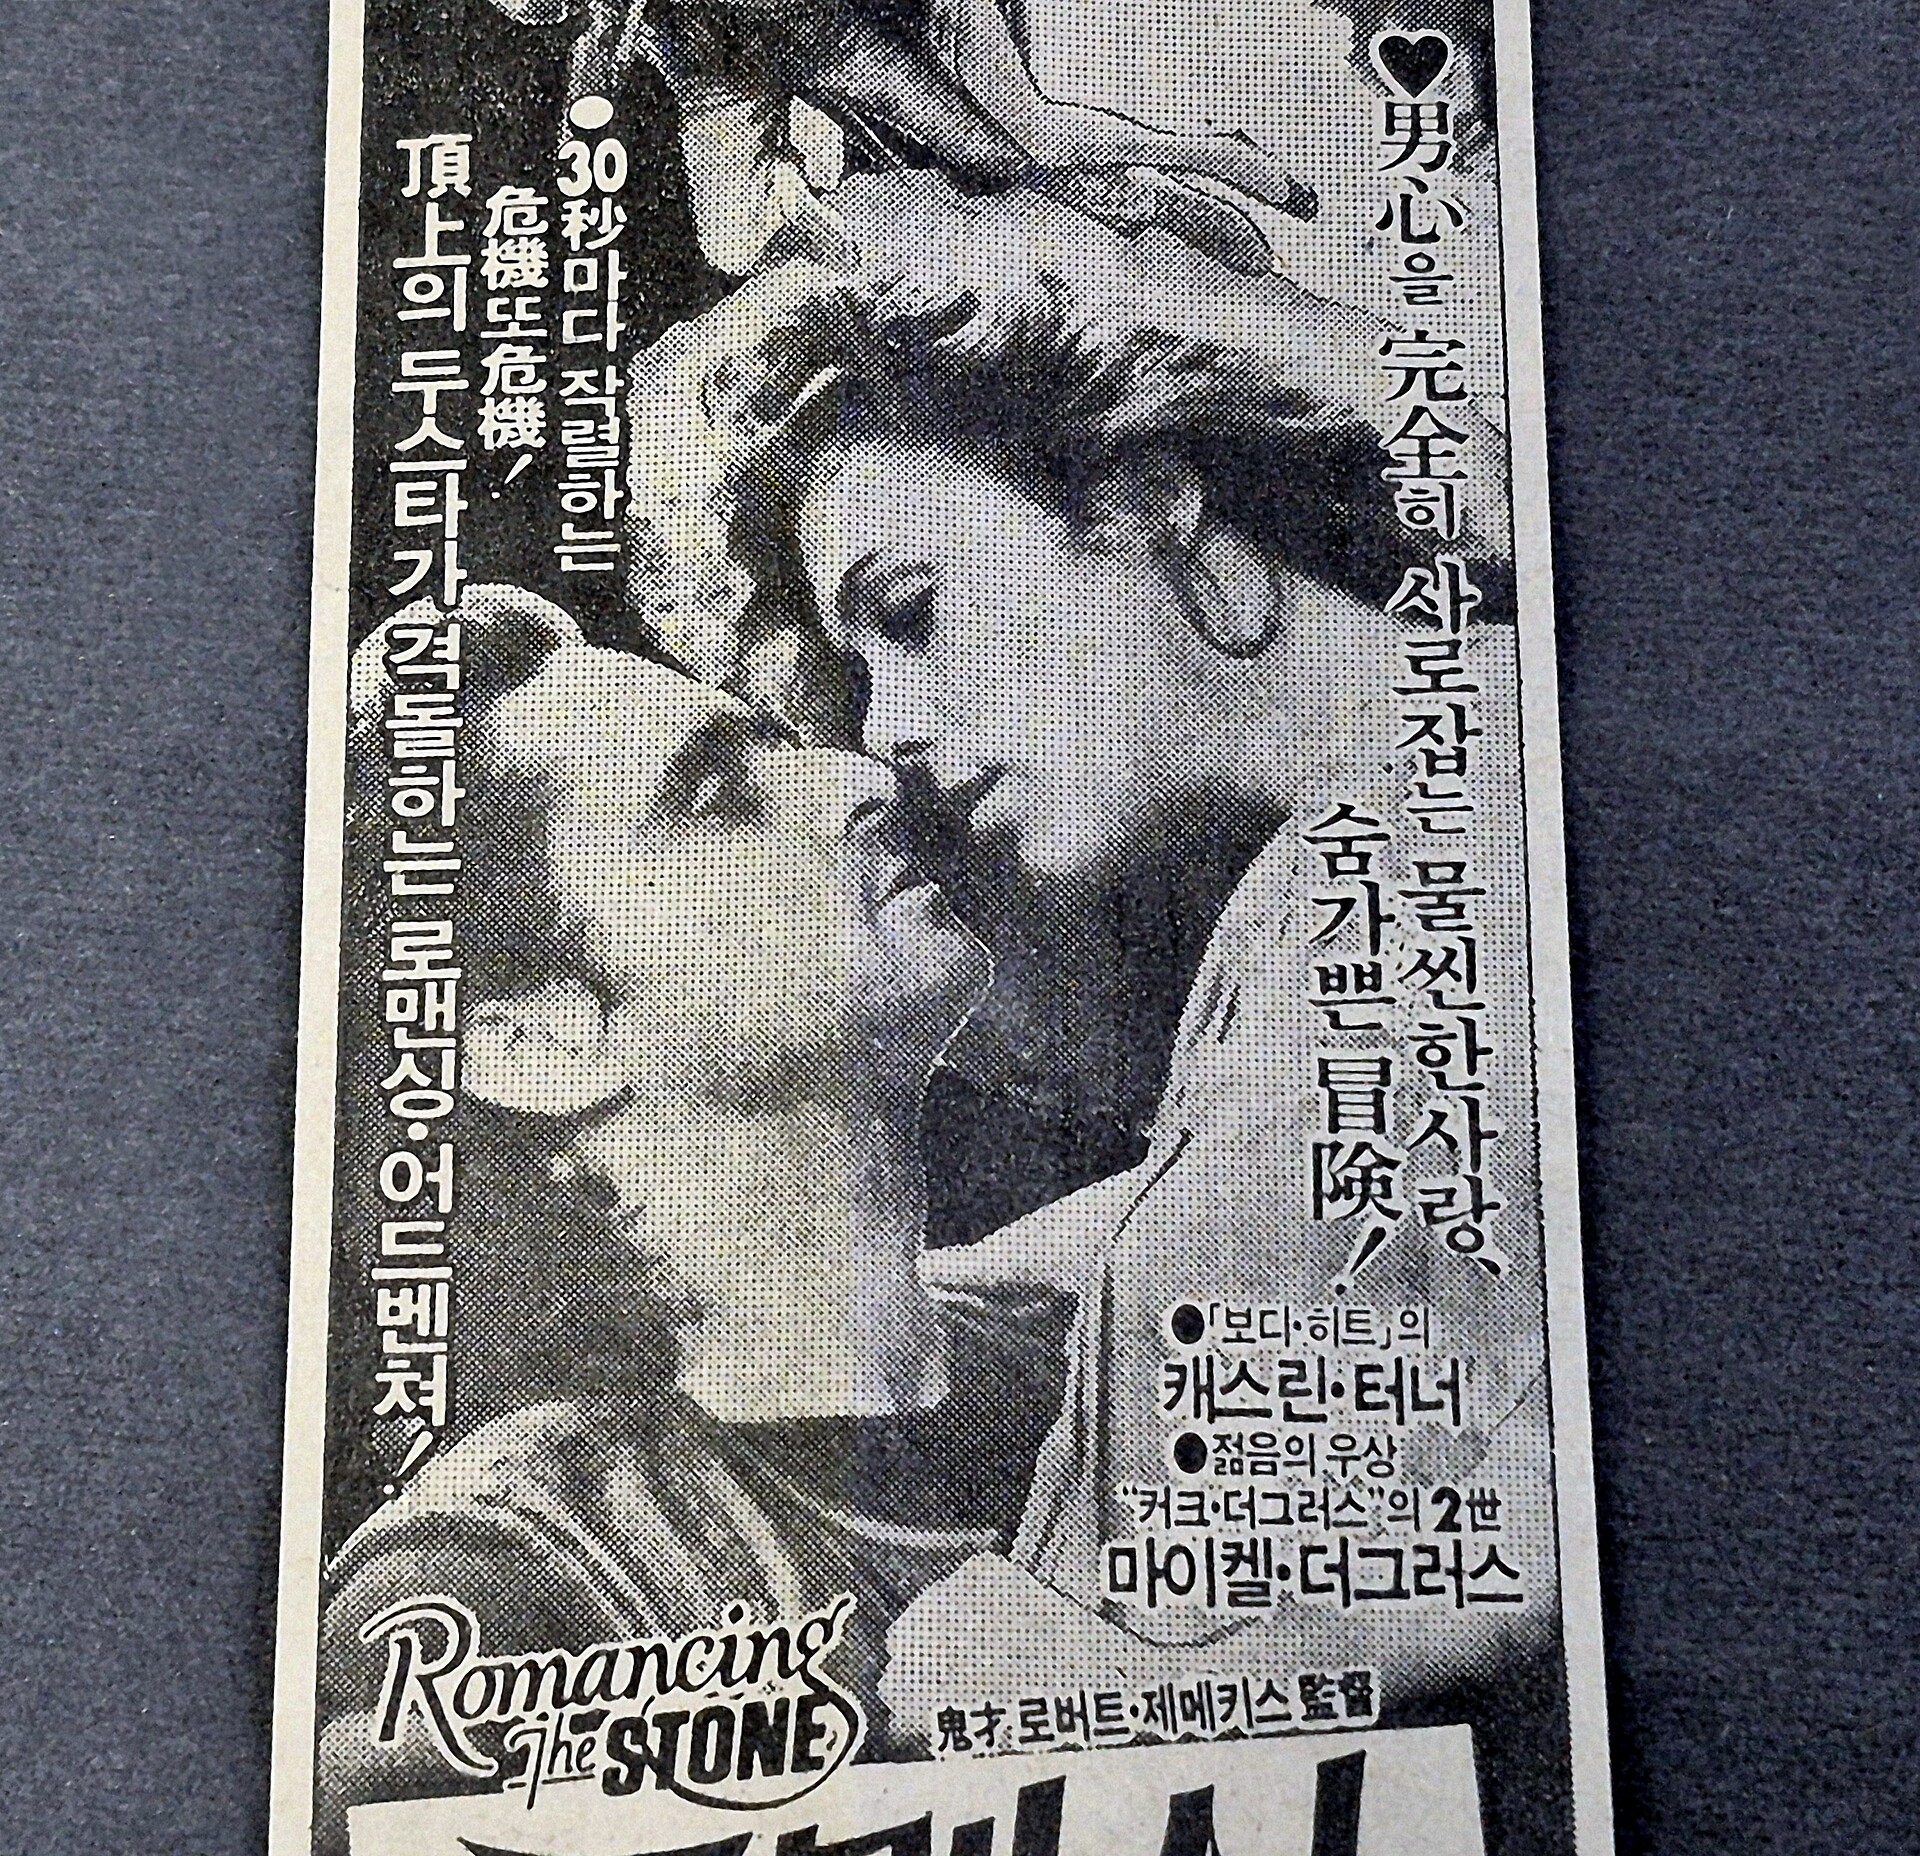 ♥男心을 完全히 사로잡는 물씬한 사랑,
숨가쁜 冒険!
●30秒마다 작렬하는
危機또危機!
頂上의 두스타가 격돌하는 로맨싱·어드벤쳐!
●「보디·히트」의
캐스린·터너
●젊음의 우상
“커크·더그러스”의 2世
마이켈·더그러스
Romancing
The STONE
鬼才 로버트·제메키스 監督